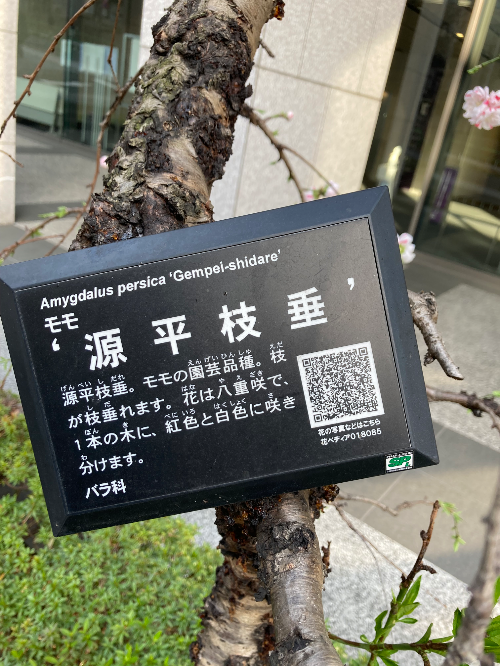 Amygdalus persica ‘Gempei-shidare’
モモ
‘源平枝垂’
源平枝垂。モモの園芸品種。枝
が枝垂れます。花は八重咲で、
1本の木に、紅色と白色に咲き
分けます。
バラ科
花の写真などはこちら
花ペディア018085